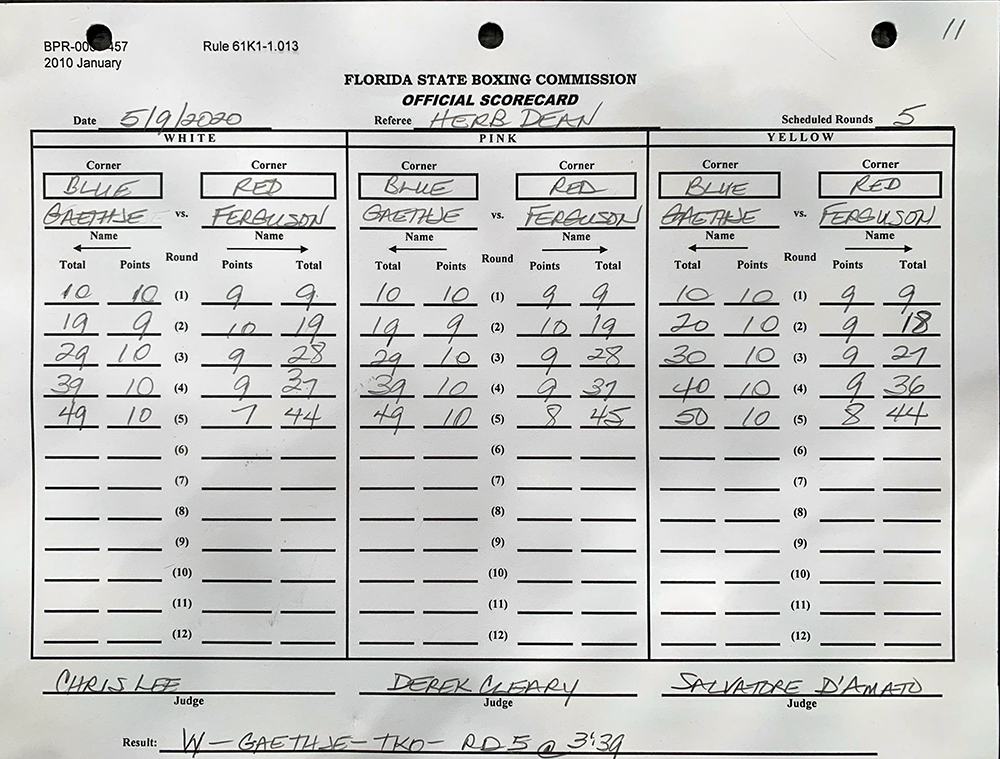 11
BPR-00 457 Rule 61K1-1.013
2010 January
FLORIDA STATE BOXING COMMISSION
OFFICIAL SCORECARD
Date 5/9/2020 Referee HERB DEAN Scheduled Rounds 5
WHITE PINK YELLOW
Corner Corner Corner Corner Corner Corner
BLUE RED BLUE RED BLUE RED
GAETHJE vs. FERGUSON GAETHJE vs. FERGUSON GAETHJE vs. FERGUSON
Name Name Name Name Name Name
Total Points Round Points Total Total Points Round Points Total Total Points Round Points Total
10 10 (1) 9 9 10 10 (1) 9 9 10 10 (1) 9 9
19 9 (2) 10 19 19 9 (2) 10 19 20 10 (2) 9 18
29 10 (3) 9 28 29 10 (3) 9 28 30 10 (3) 9 27
39 10 (4) 9 37 39 10 (4) 9 37 40 10 (4) 9 36
49 10 (5) 7 44 49 10 (5) 8 45 50 10 (5) 8 44
(6) (6) (6)
(7) (7) (7)
(8) (8) (8)
(9) (9) (9)
(10) (10) (10)
(11) (11) (11)
(12) (12) (12)
CHRIS LEE DEREK CLEARY SALVATORE D'AMATO
Judge Judge Judge
Result: W-GAETHJE-TKO- RD5 @ 3:39